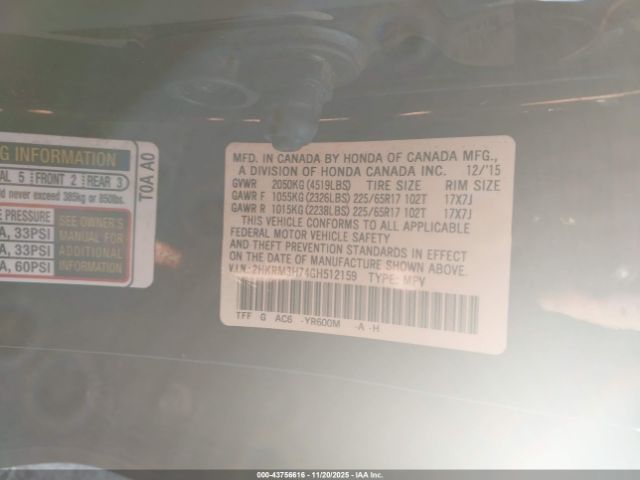 G INFORMATION
AL 5 FRONT 2 REAR 3
ld never exceed 385kg or 850lbs.
E PRESSURE
A, 33PSI
A, 33PSI
A, 60PSI
SEE OWNER'S
MANUAL FOR
ADDITIONAL
INFORMATION
T0A A0
MFD. IN CANADA BY HONDA OF CANADA MFG.,
A DIVISION OF HONDA CANADA INC. 12/'15
GVWR 2050KG (4519LBS) TIRE SIZE RIM SIZE
GAWR F 1055KG (2326LBS) 225/65R17 102T 17X7J
GAWR R 1015KG (2238LBS) 225/65R17 102T 17X7J
THIS VEHICLE CONFORMS TO ALL APPLICABLE
FEDERAL MOTOR VEHICLE SAFETY
AND THEFT PREVENTION STANDARDS IN EFFECT
ON THE DATE OF MANUFACTURE SHOWN ABOVE.
V.I.N.: 2HKRM3H74GH512159 TYPE: MPV
TFF G AC6 -YR600M -A -H
000-43756616 - 11/20/2025 - IAA Corp.